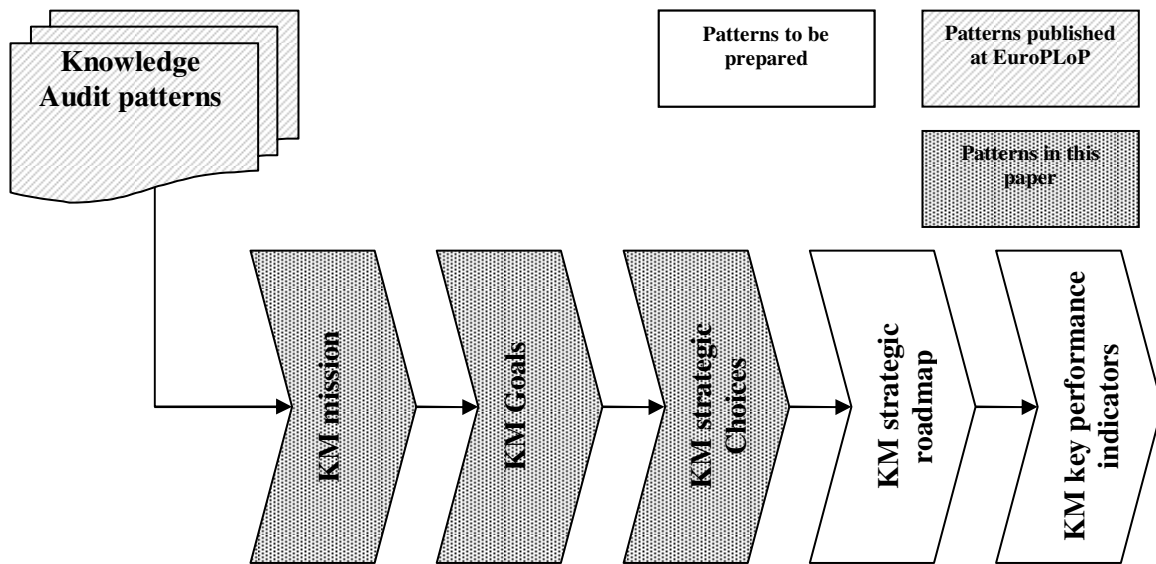 Knowledge
Audit patterns
Patterns to be
prepared
Patterns published
at EuroPLoP
Patterns in this
paper
KM mission
KM Goals
KM strategic
Choices
KM strategic
roadmap
KM key performance
indicators